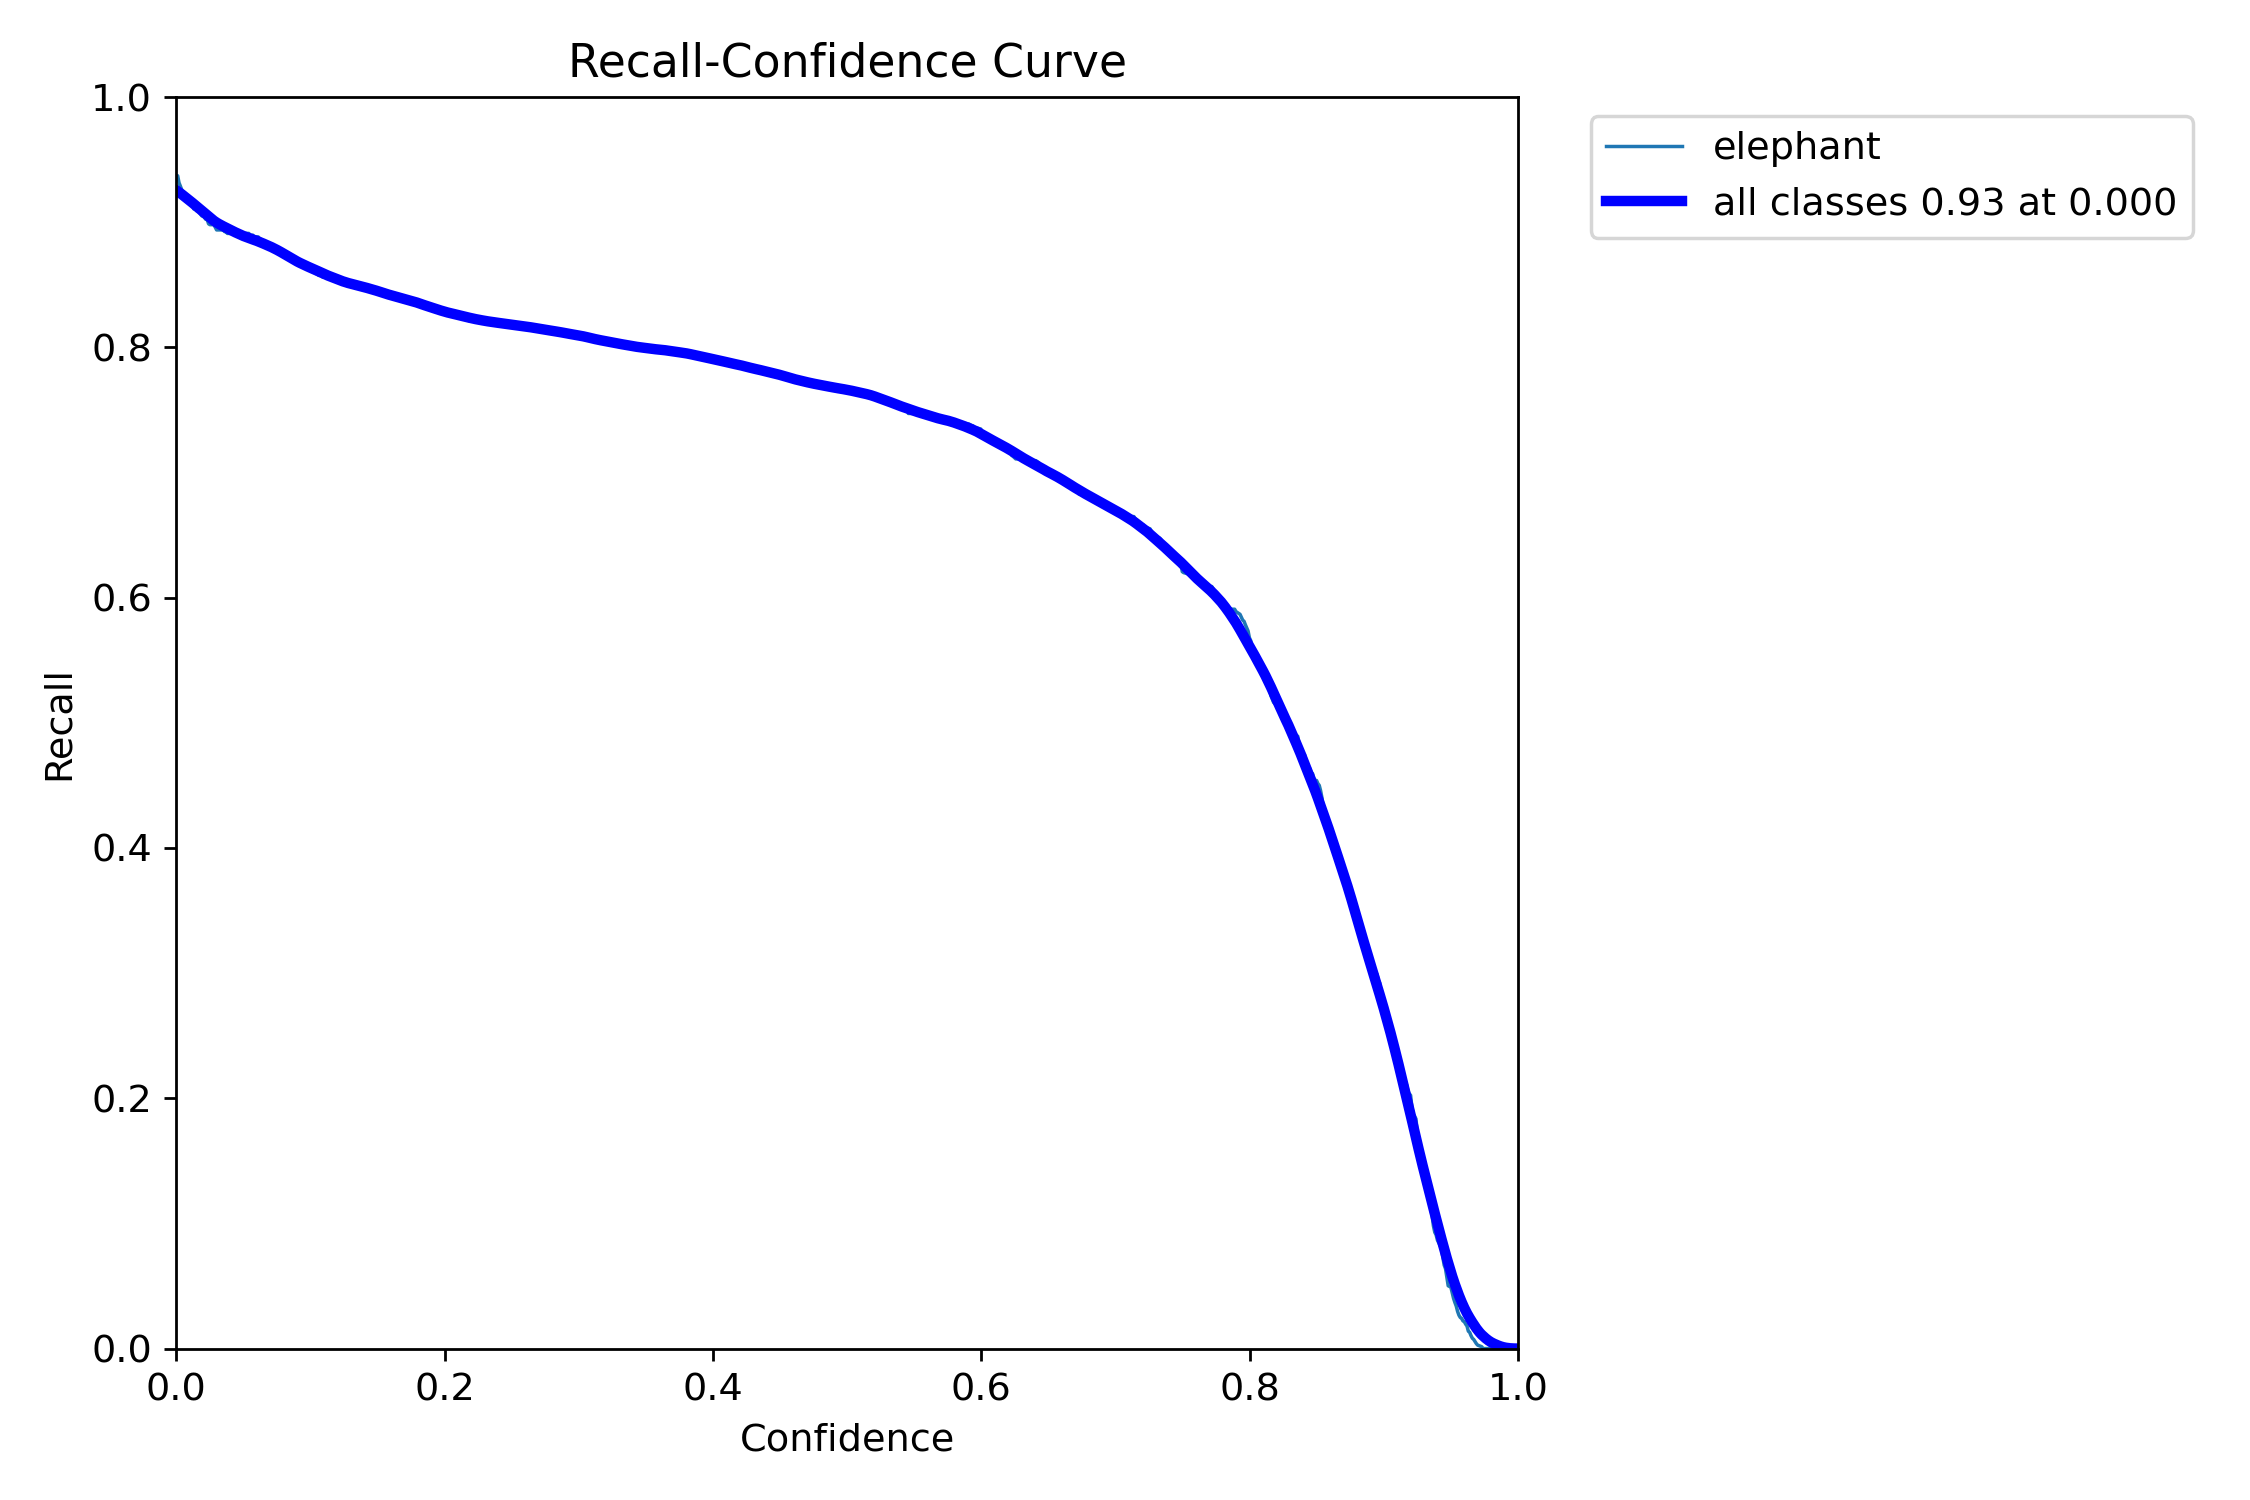 Recall-Confidence Curve
1.0
0.8
0.6
0.4
0.2
0.0
Recall
0.0 0.2 0.4 0.6 0.8 1.0
Confidence
elephant
all classes 0.93 at 0.000